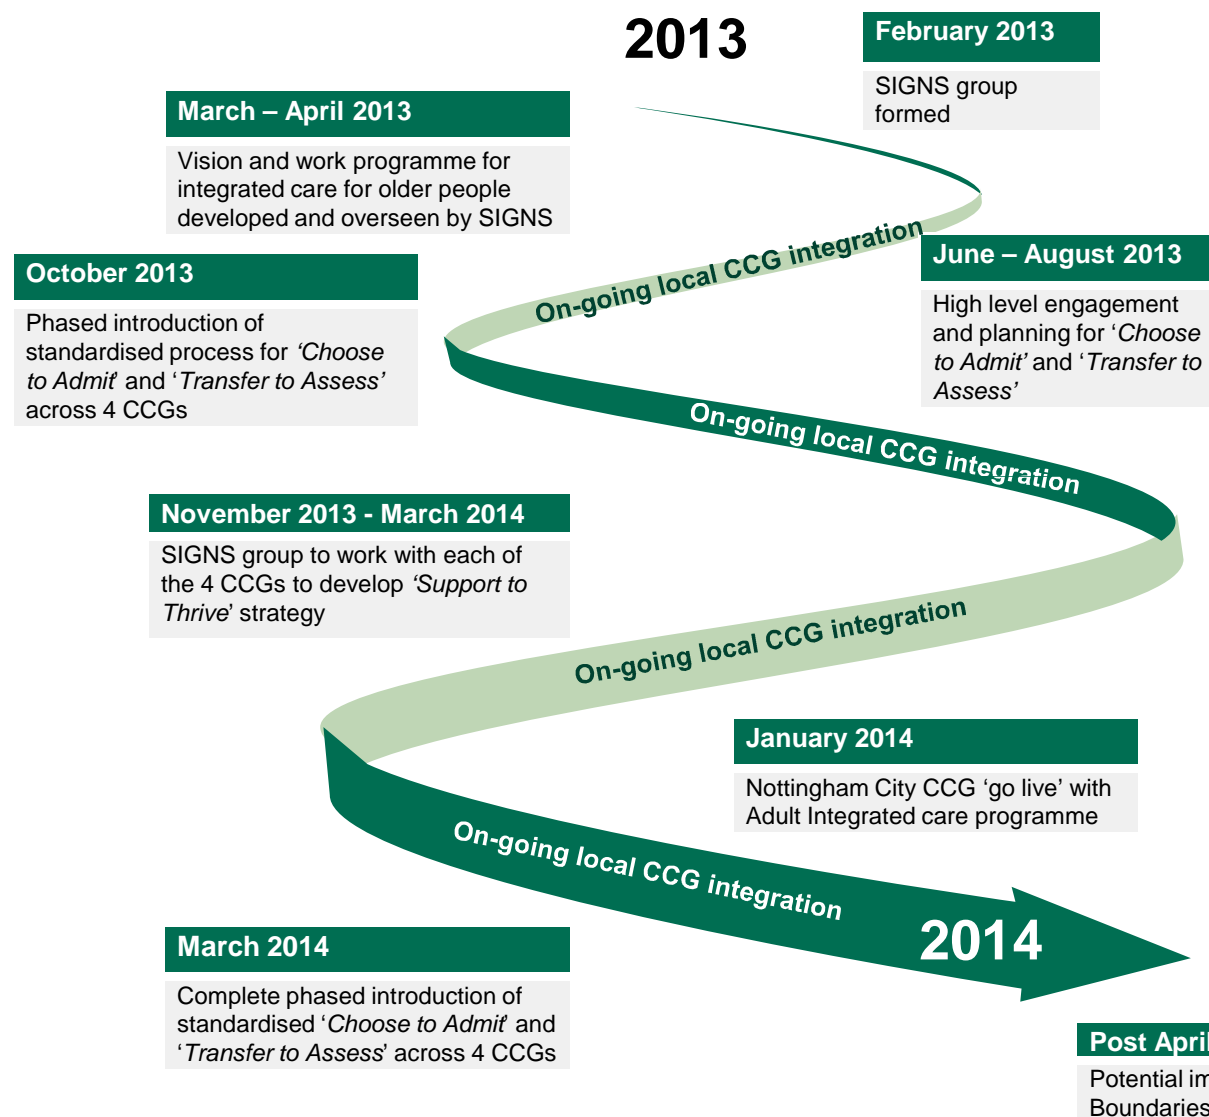 2013
February 2013
SIGNS group
formed
March – April 2013
Vision and work programme for
integrated care for older people
developed and overseen by SIGNS
On-going local CCG integration
June – August 2013
High level engagement
and planning for ‘Choose
to Admit’ and ‘Transfer to
Assess’
October 2013
Phased introduction of
standardised process for ‘Choose
to Admit’ and ‘Transfer to Assess’
across 4 CCGs
On-going local CCG integration
November 2013 - March 2014
SIGNS group to work with each of
the 4 CCGs to develop ‘Support to
Thrive’ strategy
On-going local CCG integration
January 2014
Nottingham City CCG ‘go live’ with
Adult Integrated care programme
On-going local CCG integration
2014
March 2014
Complete phased introduction of
standardised ‘Choose to Admit’ and
‘Transfer to Assess’ across 4 CCGs
Post April
Potential
Boundaries